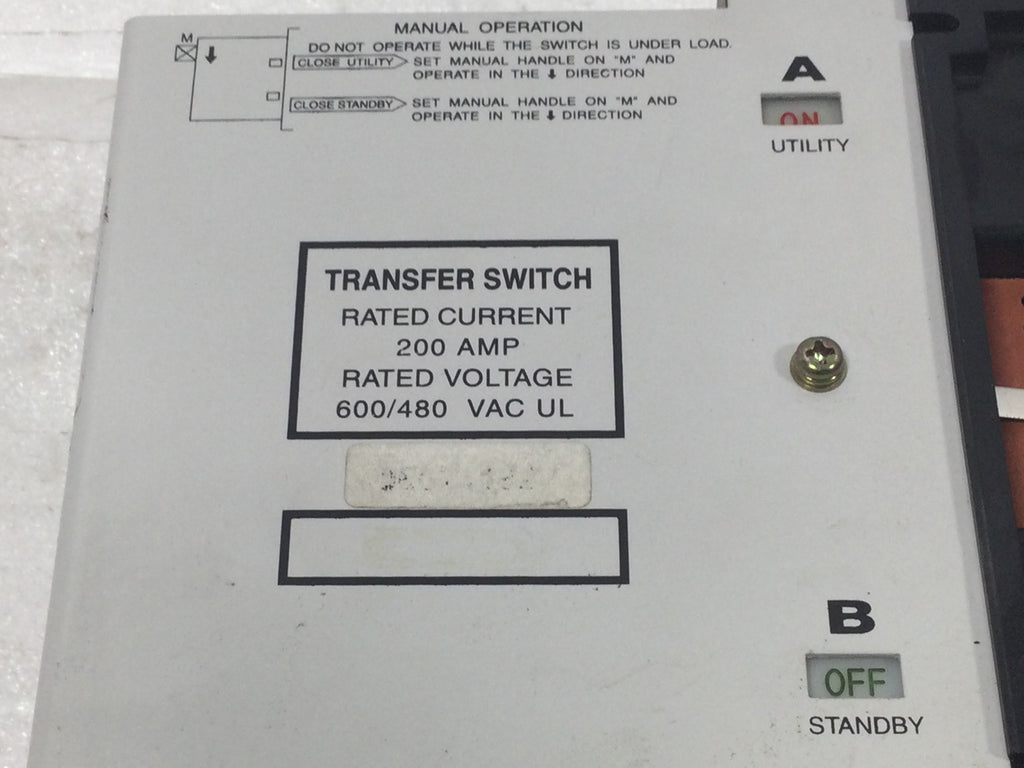 MANUAL OPERATION
M
DO NOT OPERATE WHILE THE SWITCH IS UNDER LOAD.
CLOSE UTILITY SET MANUAL HANDLE ON "M" AND
OPERATE IN THE ⬇ DIRECTION
CLOSE STANDBY SET MANUAL HANDLE ON "M" AND
OPERATE IN THE ⬇ DIRECTION
A
ON
UTILITY
TRANSFER SWITCH
RATED CURRENT
200 AMP
RATED VOLTAGE
600/480 VAC UL
B
OFF
STANDBY